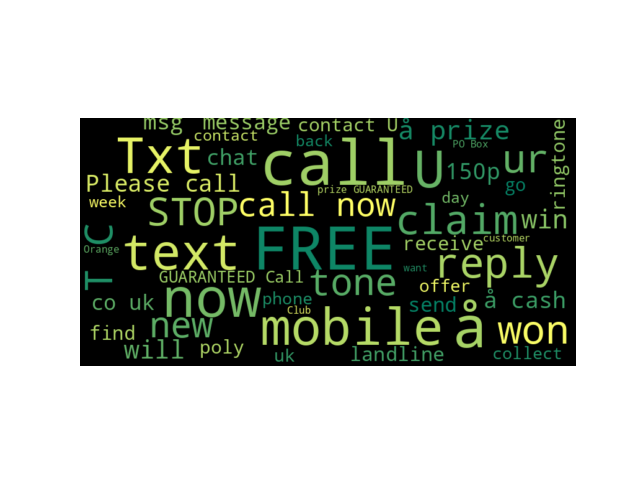 msg message contact U å prize
contact
Txt chat back call U 150p PO Box ur
Please call prize GUARANTEED go ringtone
week STOP call now day claim win
T C Orange text FREE receive customer
GUARANTEED Call tone want reply
co uk now phone Club offer send å cash
find new mobile å won
will poly uk landline collect